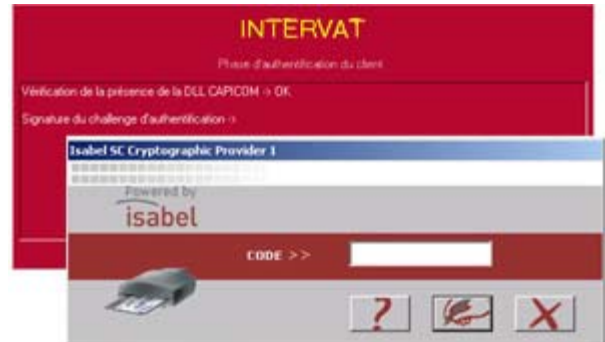 INTERVAT
Phase d'authentification du client
Vérification de la présence de la DLL CAPICOM -> OK
Signature du challenge d'authentification ->
Isabel SC Cryptographic Provider 1
Powered by
isabel
CODE >>
?